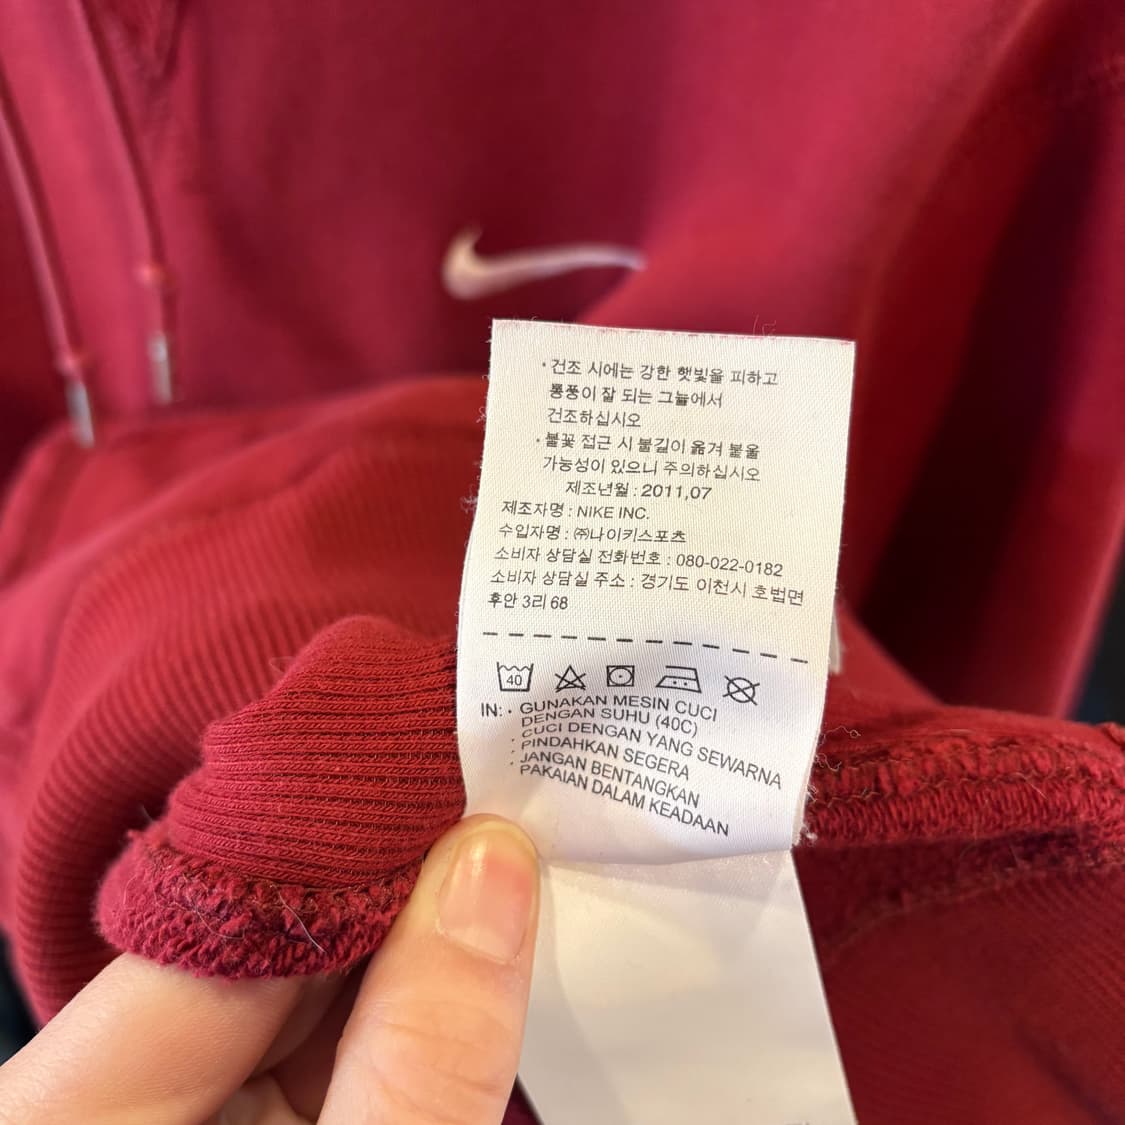 · 건조 시에는 강한 햇빛을 피하고
통풍이 잘 되는 그늘에서
건조하십시오
· 불꽃 접근 시 불길이 옮겨 붙을
가능성이 있으니 주의하십시오
제조년월 : 2011,07
제조자명 : NIKE INC.
수입자명 : ㈜나이키스포츠
소비자 상담실 전화번호 : 080-022-0182
소비자 상담실 주소 : 경기도 이천시 호법면
후안 3리 68
40
IN: · GUNAKAN MESIN CUCI
DENGAN SUHU (40C)
· CUCI DENGAN YANG SEWARNA
· PINDAHKAN SEGERA
· JANGAN BENTANGKAN
PAKAIAN DALAM KEADAAN